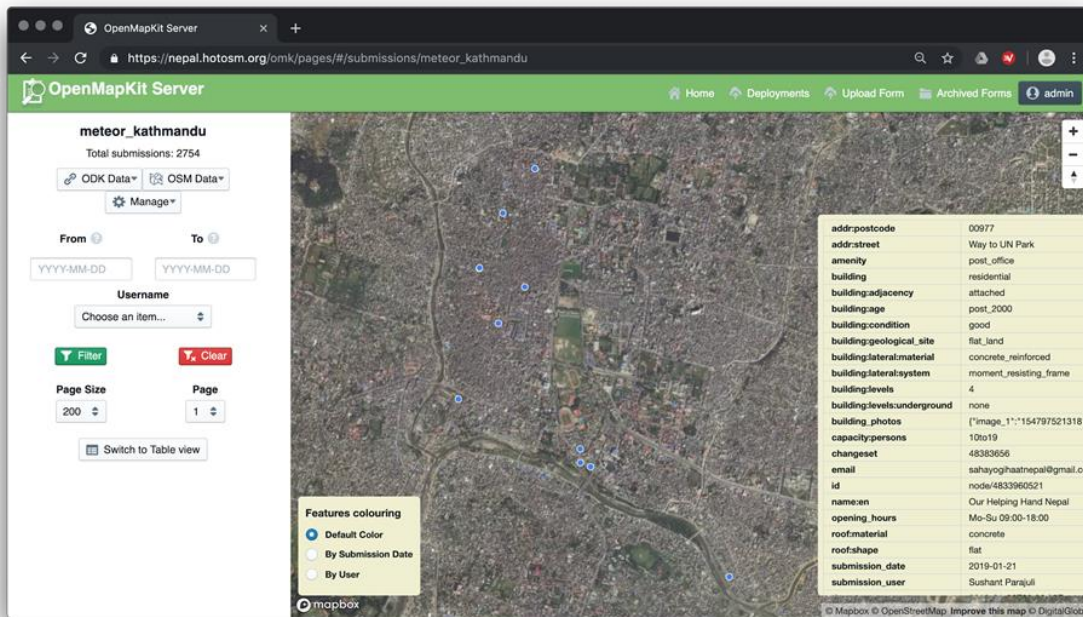 OpenMapKit Server
https://nepal.hotosm.org/omk/pages/#/submissions/meteor_kathmandu
OpenMapKit Server
Home Deployments Upload Form Archived Forms admin
meteor_kathmandu
Total submissions: 2754
ODK Data OSM Data
Manage
From To
YYYY-MM-DD YYYY-MM-DD
Username
Choose an item...
Filter Clear
Page Size Page
200 1
Switch to Table view
addr:postcode 00977
addr:street Way to UN Park
amenity post_office
building residential
building:adjacency attached
building:age post_2000
building:condition good
building:geological_site flat_land
building:lateral:material concrete_reinforced
building:lateral:system moment_resisting_frame
building:levels 4
building:levels:underground none
building_photos {"image_1":"154797521318
capacity:persons 10to19
changeset 48383656
email sahayogihaatnepal@gmail.co
id node/4833960521
name:en Our Helping Hand Nepal
opening_hours Mo-Su 09:00-18:00
roof:material concrete
roof:shape flat
submission_date 2019-01-21
submission_user Sushant Parajuli
Features colouring
Default Color
By Submission Date
By User
mapbox
© Mapbox © OpenStreetMap Improve this map © DigitalGlob